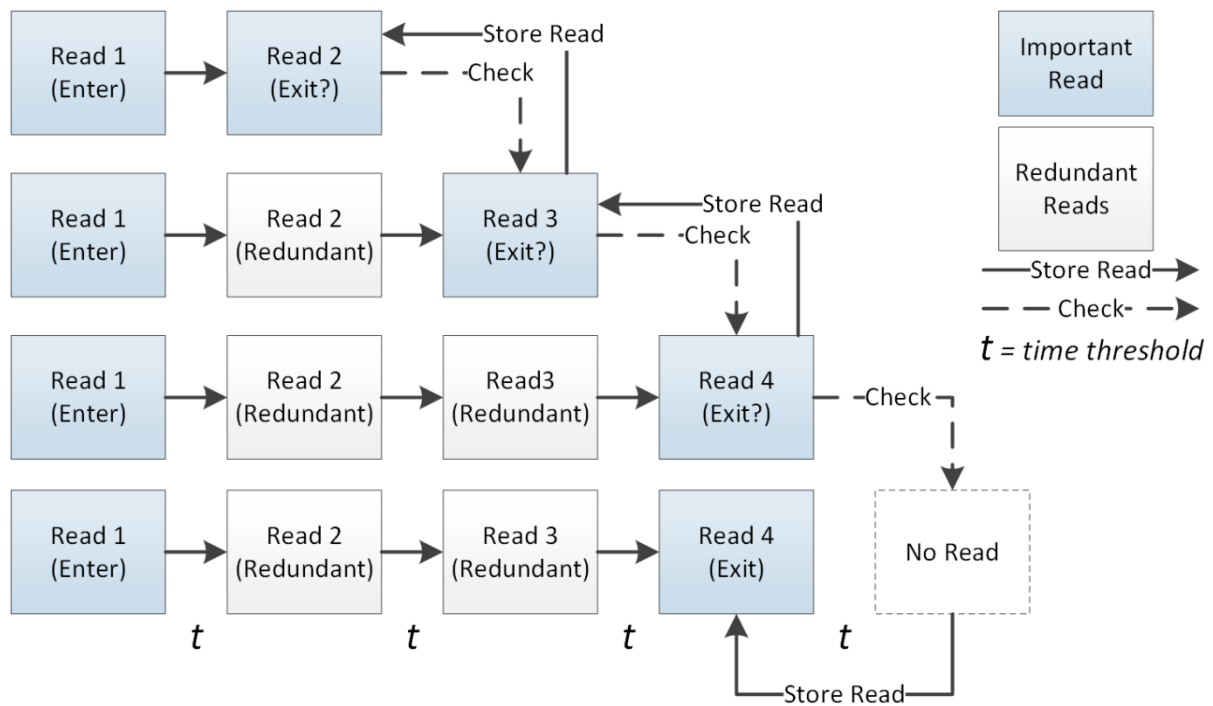 Read 1
(Enter)
Read 2
(Exit?)
Store Read
Check
Important
Read
Read 1
(Enter)
Read 2
(Redundant)
Read 3
(Exit?)
Store Read
Check
Redundant
Reads
Store Read
Check
t = time threshold
Read 1
(Enter)
Read 2
(Redundant)
Read3
(Redundant)
Read 4
(Exit?)
Check
Read 1
(Enter)
Read 2
(Redundant)
Read 3
(Redundant)
Read 4
(Exit)
No Read
t
t
t
t
Store Read